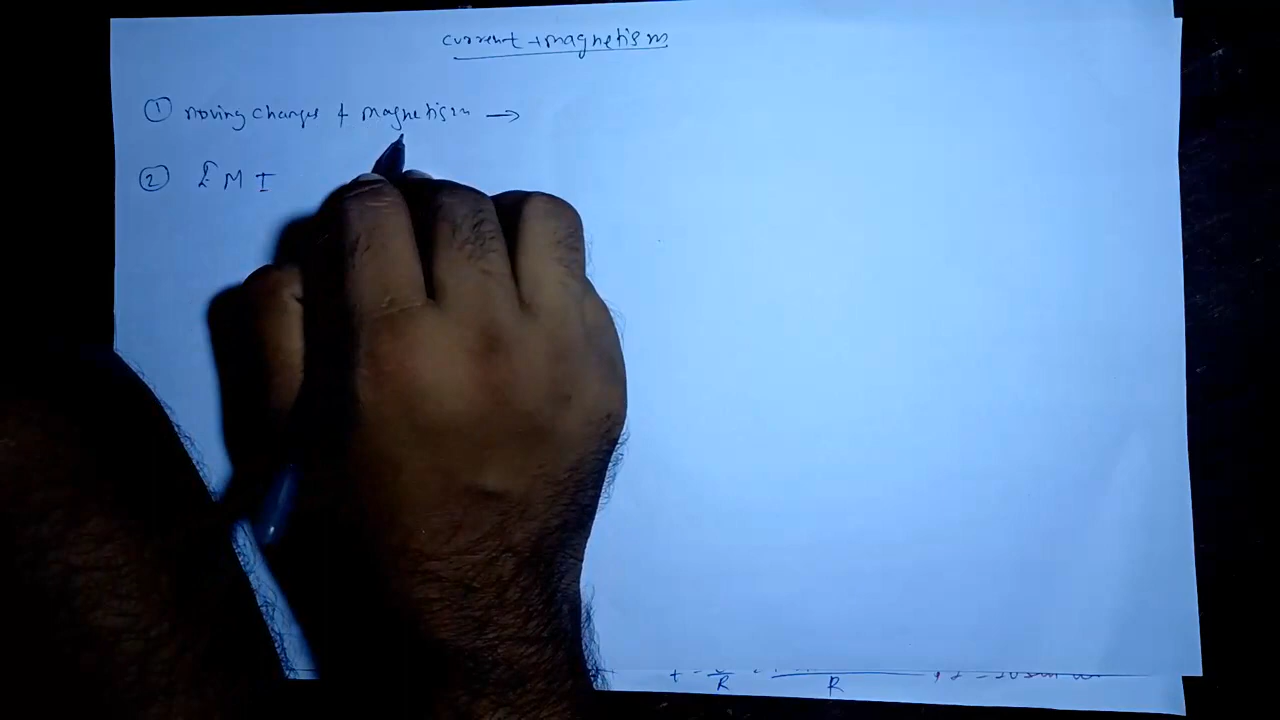 current + magnetism
① moving charges & magnetism →
② EMI